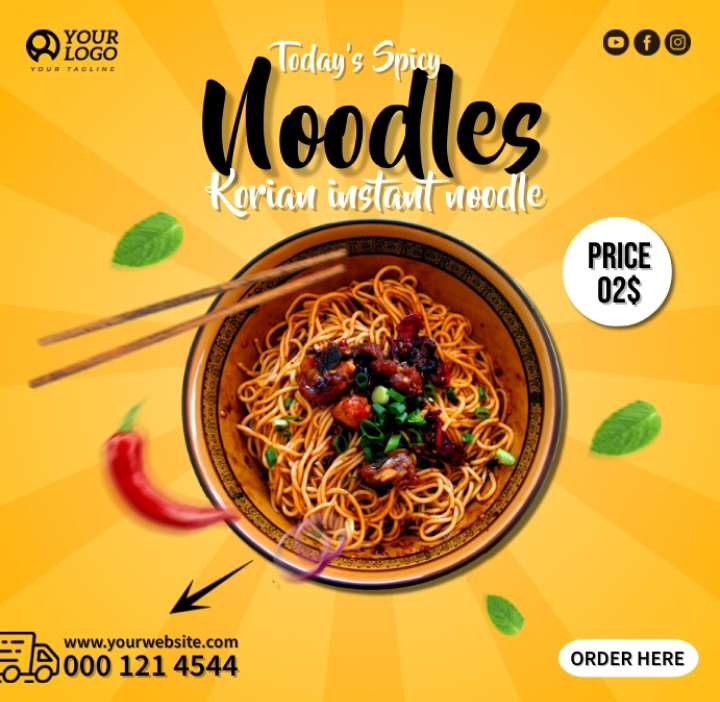 YOUR
LOGO
YOUR TAGLINE
Today's Spicy
Noodles
Korian instant noodle
PRICE
02$
www.yourwebsite.com
000 121 4544
ORDER HERE